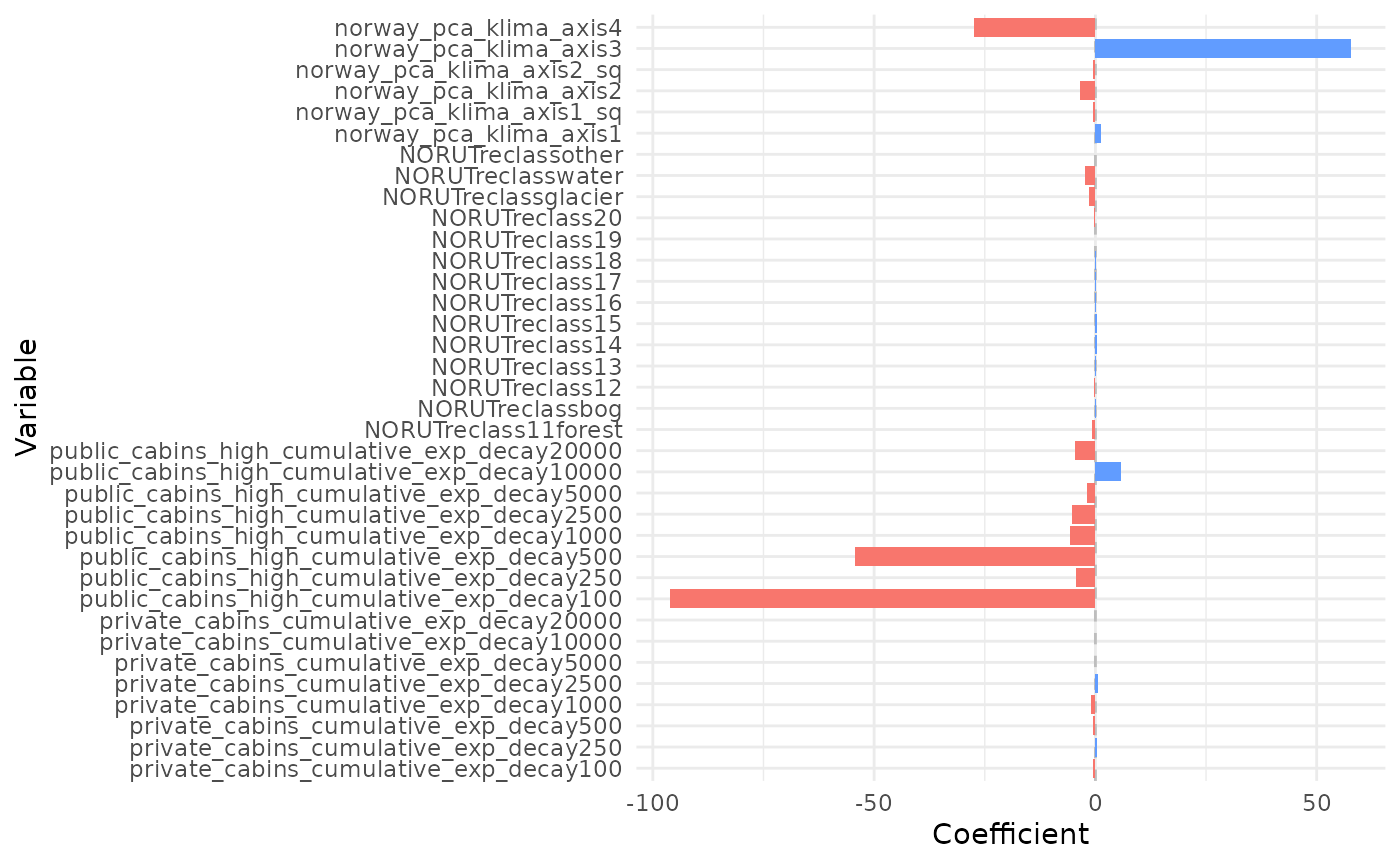 norway_pca_klima_axis4
norway_pca_klima_axis3
norway_pca_klima_axis2_sq
norway_pca_klima_axis2
norway_pca_klima_axis1_sq
norway_pca_klima_axis1
NORUTreclassother
NORUTreclasswater
NORUTreclassglacier
NORUTreclass20
NORUTreclass19
NORUTreclass18
NORUTreclass17
NORUTreclass16
NORUTreclass15
NORUTreclass14
NORUTreclass13
NORUTreclass12
NORUTreclassbog
NORUTreclass11forest
public_cabins_high_cumulative_exp_decay20000
public_cabins_high_cumulative_exp_decay10000
public_cabins_high_cumulative_exp_decay5000
public_cabins_high_cumulative_exp_decay2500
public_cabins_high_cumulative_exp_decay1000
public_cabins_high_cumulative_exp_decay500
public_cabins_high_cumulative_exp_decay250
public_cabins_high_cumulative_exp_decay100
private_cabins_cumulative_exp_decay20000
private_cabins_cumulative_exp_decay10000
private_cabins_cumulative_exp_decay5000
private_cabins_cumulative_exp_decay2500
private_cabins_cumulative_exp_decay1000
private_cabins_cumulative_exp_decay500
private_cabins_cumulative_exp_decay250
private_cabins_cumulative_exp_decay100
Variable
-100 -50 0 50
Coefficient